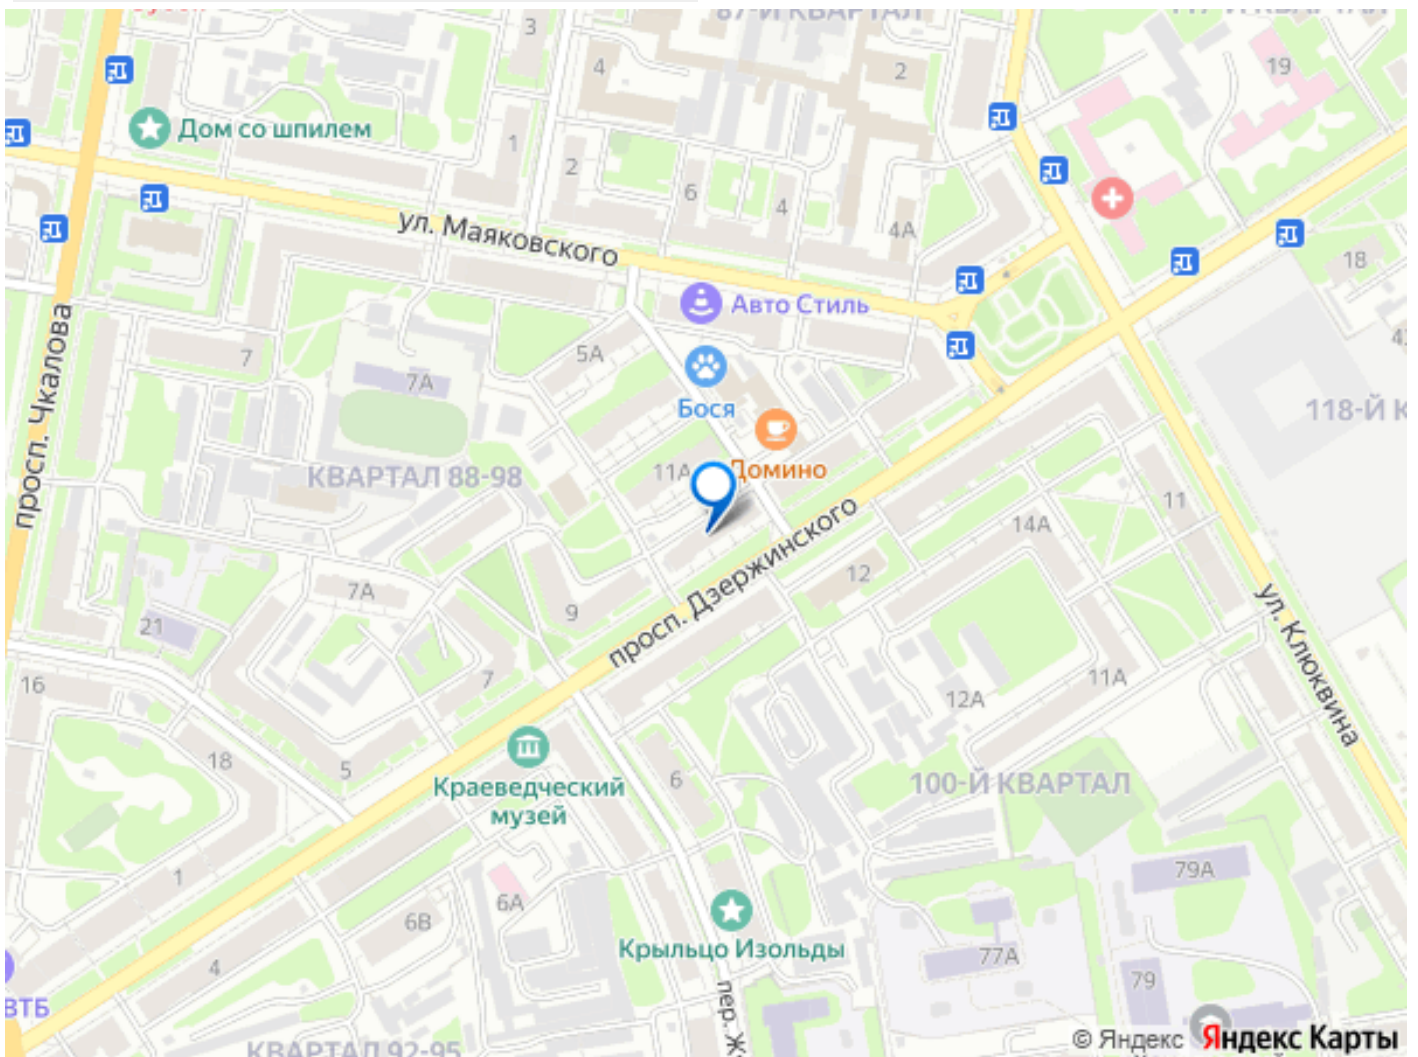 87-Й КВАРТАЛ
3
4
2
19
Дом со шпилем
1
2
6
4
4А
ул. Маяковского
18
Авто Стиль
просп. Чкалова
7
5А
7А
Бося
118-Й К
КВАРТАЛ 88-98
11А
Домино
11
14А
просп. Дзержинского
12
7А
9
21
ул. Клюквина
16
7
11А
12А
18
5
Краеведческий
музей
6
100-Й КВАРТАЛ
1
79А
6А
6В
Крыльцо Изольды
77А
4
79
ВТБ
пер. Ж
КВАРТАЛ 92-95
© Яндекс Яндекс Карты